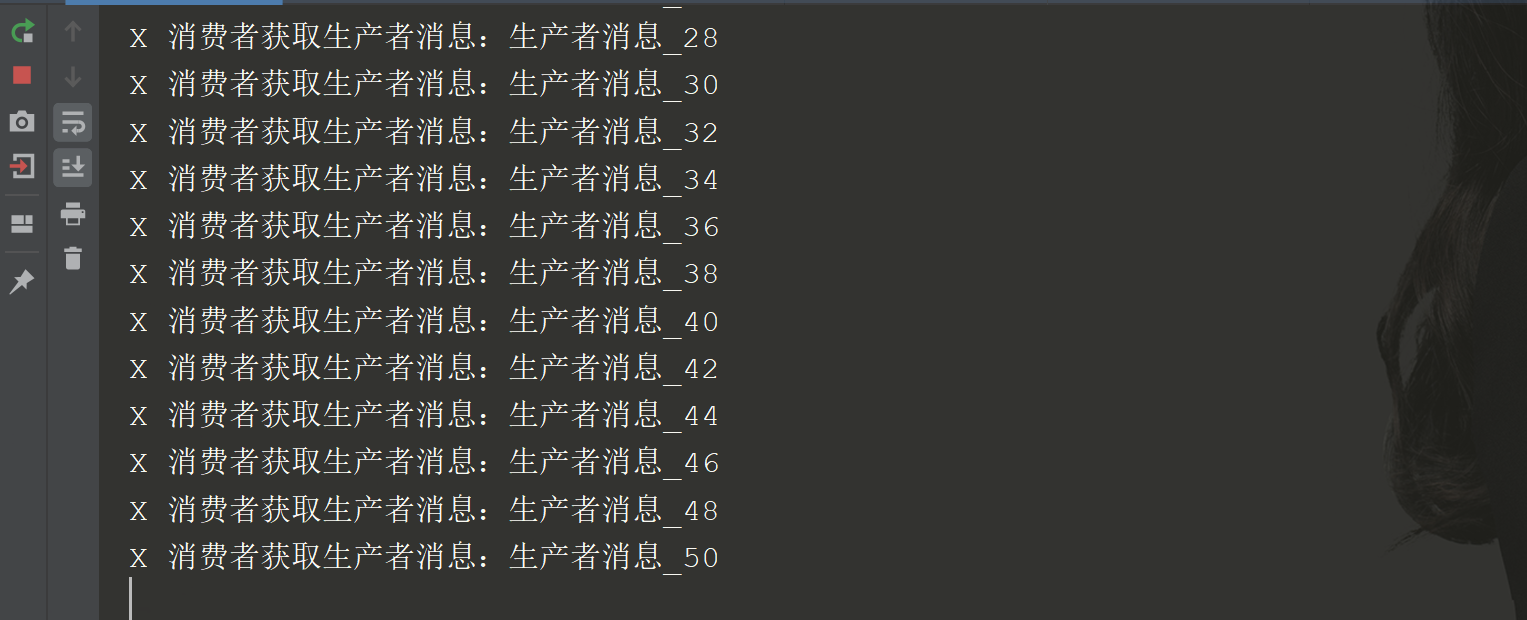 X 消费者获取生产者消息：生产者消息_28
X 消费者获取生产者消息：生产者消息_30
X 消费者获取生产者消息：生产者消息_32
X 消费者获取生产者消息：生产者消息_34
X 消费者获取生产者消息：生产者消息_36
X 消费者获取生产者消息：生产者消息_38
X 消费者获取生产者消息：生产者消息_40
X 消费者获取生产者消息：生产者消息_42
X 消费者获取生产者消息：生产者消息_44
X 消费者获取生产者消息：生产者消息_46
X 消费者获取生产者消息：生产者消息_48
X 消费者获取生产者消息：生产者消息_50